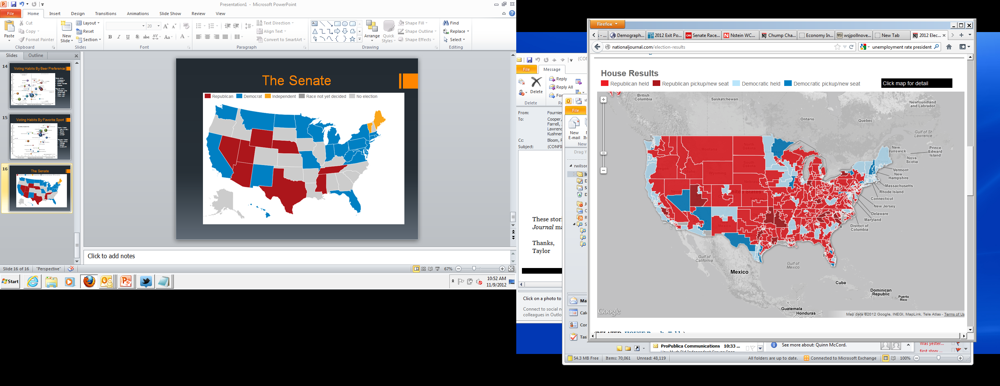 Presentation1 - Microsoft PowerPoint
File Home Insert Design Transitions Animations Slide Show Review View
Paste
Cut
Copy
Format Painter
Clipboard
New Slide
Layout
Reset
Section
Slides
20
B I U S abc AV Aa A
Font
Text Direction
Align Text
Convert to SmartArt
Paragraph
Arrange
Quick Styles
Shape Fill
Shape Outline
Shape Effects
Drawing
Find
Replace
Select
Editing
Slides Outline
14
Voting Habits By Beer Preference
15
Voting Habits By Favorite Sport
16
The Senate
The Senate
Republican Democrat Independent Race not yet decided No election
Click to add notes
Slide 16 of 16 "Perspective" 67%
Start
10:52 AM
11/9/2012
(CON
File Message
Delete
Reply
Reply All
For
Delete
Re
From: Fournier
To: Cooper,
Farrell,
Lawrenc
Kushner
Cc: Bloom, R
Subject: (CONFI
These stori
Journal ma
Thanks,
Taylor
Click on a photo to
Connect to social n
colleagues in Outlo
File
New E-mail
New
Drag Y
rwilson
Ma
Cal
Con
Tas
Firefox
s - ... Demograph... 2012 Exit Po... Senate Race... Nstein WC... Chump Cha... Economy In... wsjpollnove... New Tab 2012 Elec...
nationaljournal.com/election-results
unemployment rate president
House Results
Republican held Republican pickup/new seat Democratic held Democratic pickup/new seat
Click map for detail
British Columbia
Saskatchewan
Newfoundland and Labrador
Ontario
Quebec
Gulf of St Lawrence
New Brunswick
Prince Edward Island
Nova Scotia
Montana
North Dakota
South Dakota
Oregon
Idaho
Wyoming
Nebraska
Nevada
United States
Kansas
Vermont
New Hampshire
Massachusetts
Rhode Island
Connecticut
New Jersey
Delaware
Maryland
District of Columbia
Gulf of California
Gulf of Mexico
Mexico
Cuba
Dominican Republic
Puerto Rico
Guatemala
Honduras
Google
Map data ©2012 Google, INEGI, MapLink, Tele Atlas - Terms of Us
(RELATED: HOUSE Results Table)
ProPublica Communications 10:33 ...
How Much Did Independent Groups Spen
See more about: Quinn McCord.
Was yester...
first story ...
54.3 MB Free Items: 70,061 Unread: 48,119 All folders are up to date. Connected to Microsoft Exchange 100%